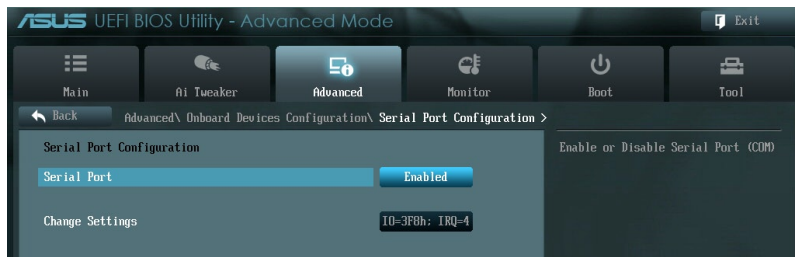 ASUS UEFI BIOS Utility - Advanced Mode
Exit
Main Ai Tweaker Advanced Monitor Boot Tool
Back Advanced\ Onboard Devices Configuration\ Serial Port Configuration >
Serial Port Configuration
Enable or Disable Serial Port (COM)
Serial Port Enabled
Change Settings IO=3F8h; IRQ=4